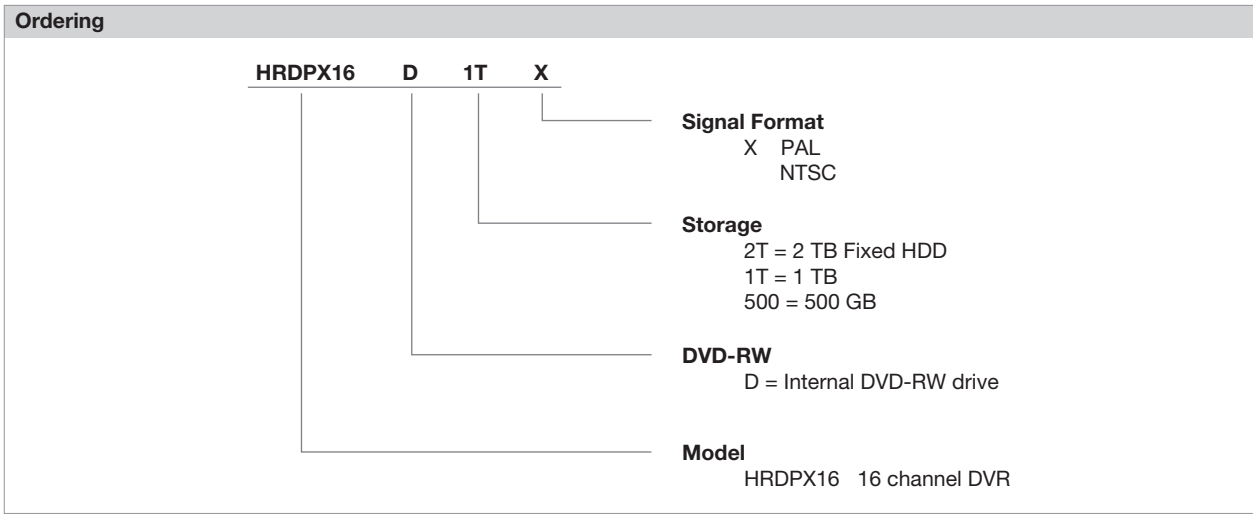 Ordering
HRDPX16 D 1T X
Signal Format
X PAL
NTSC
Storage
2T = 2 TB Fixed HDD
1T = 1 TB
500 = 500 GB
DVD-RW
D = Internal DVD-RW drive
Model
HRDPX16 16 channel DVR